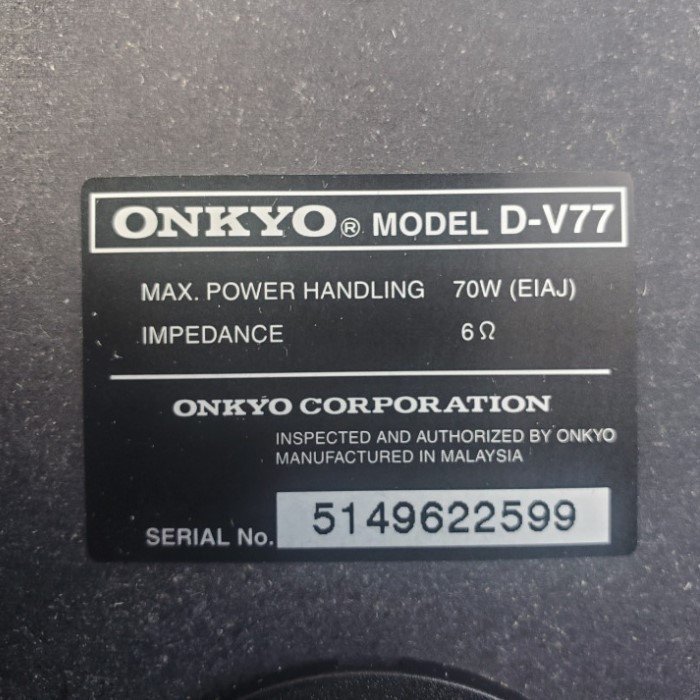 ONKYO® MODEL D-V77
MAX. POWER HANDLING 70W (EIAJ)
IMPEDANCE 6Ω
ONKYO CORPORATION
INSPECTED AND AUTHORIZED BY ONKYO
MANUFACTURED IN MALAYSIA
SERIAL No. 5149622599